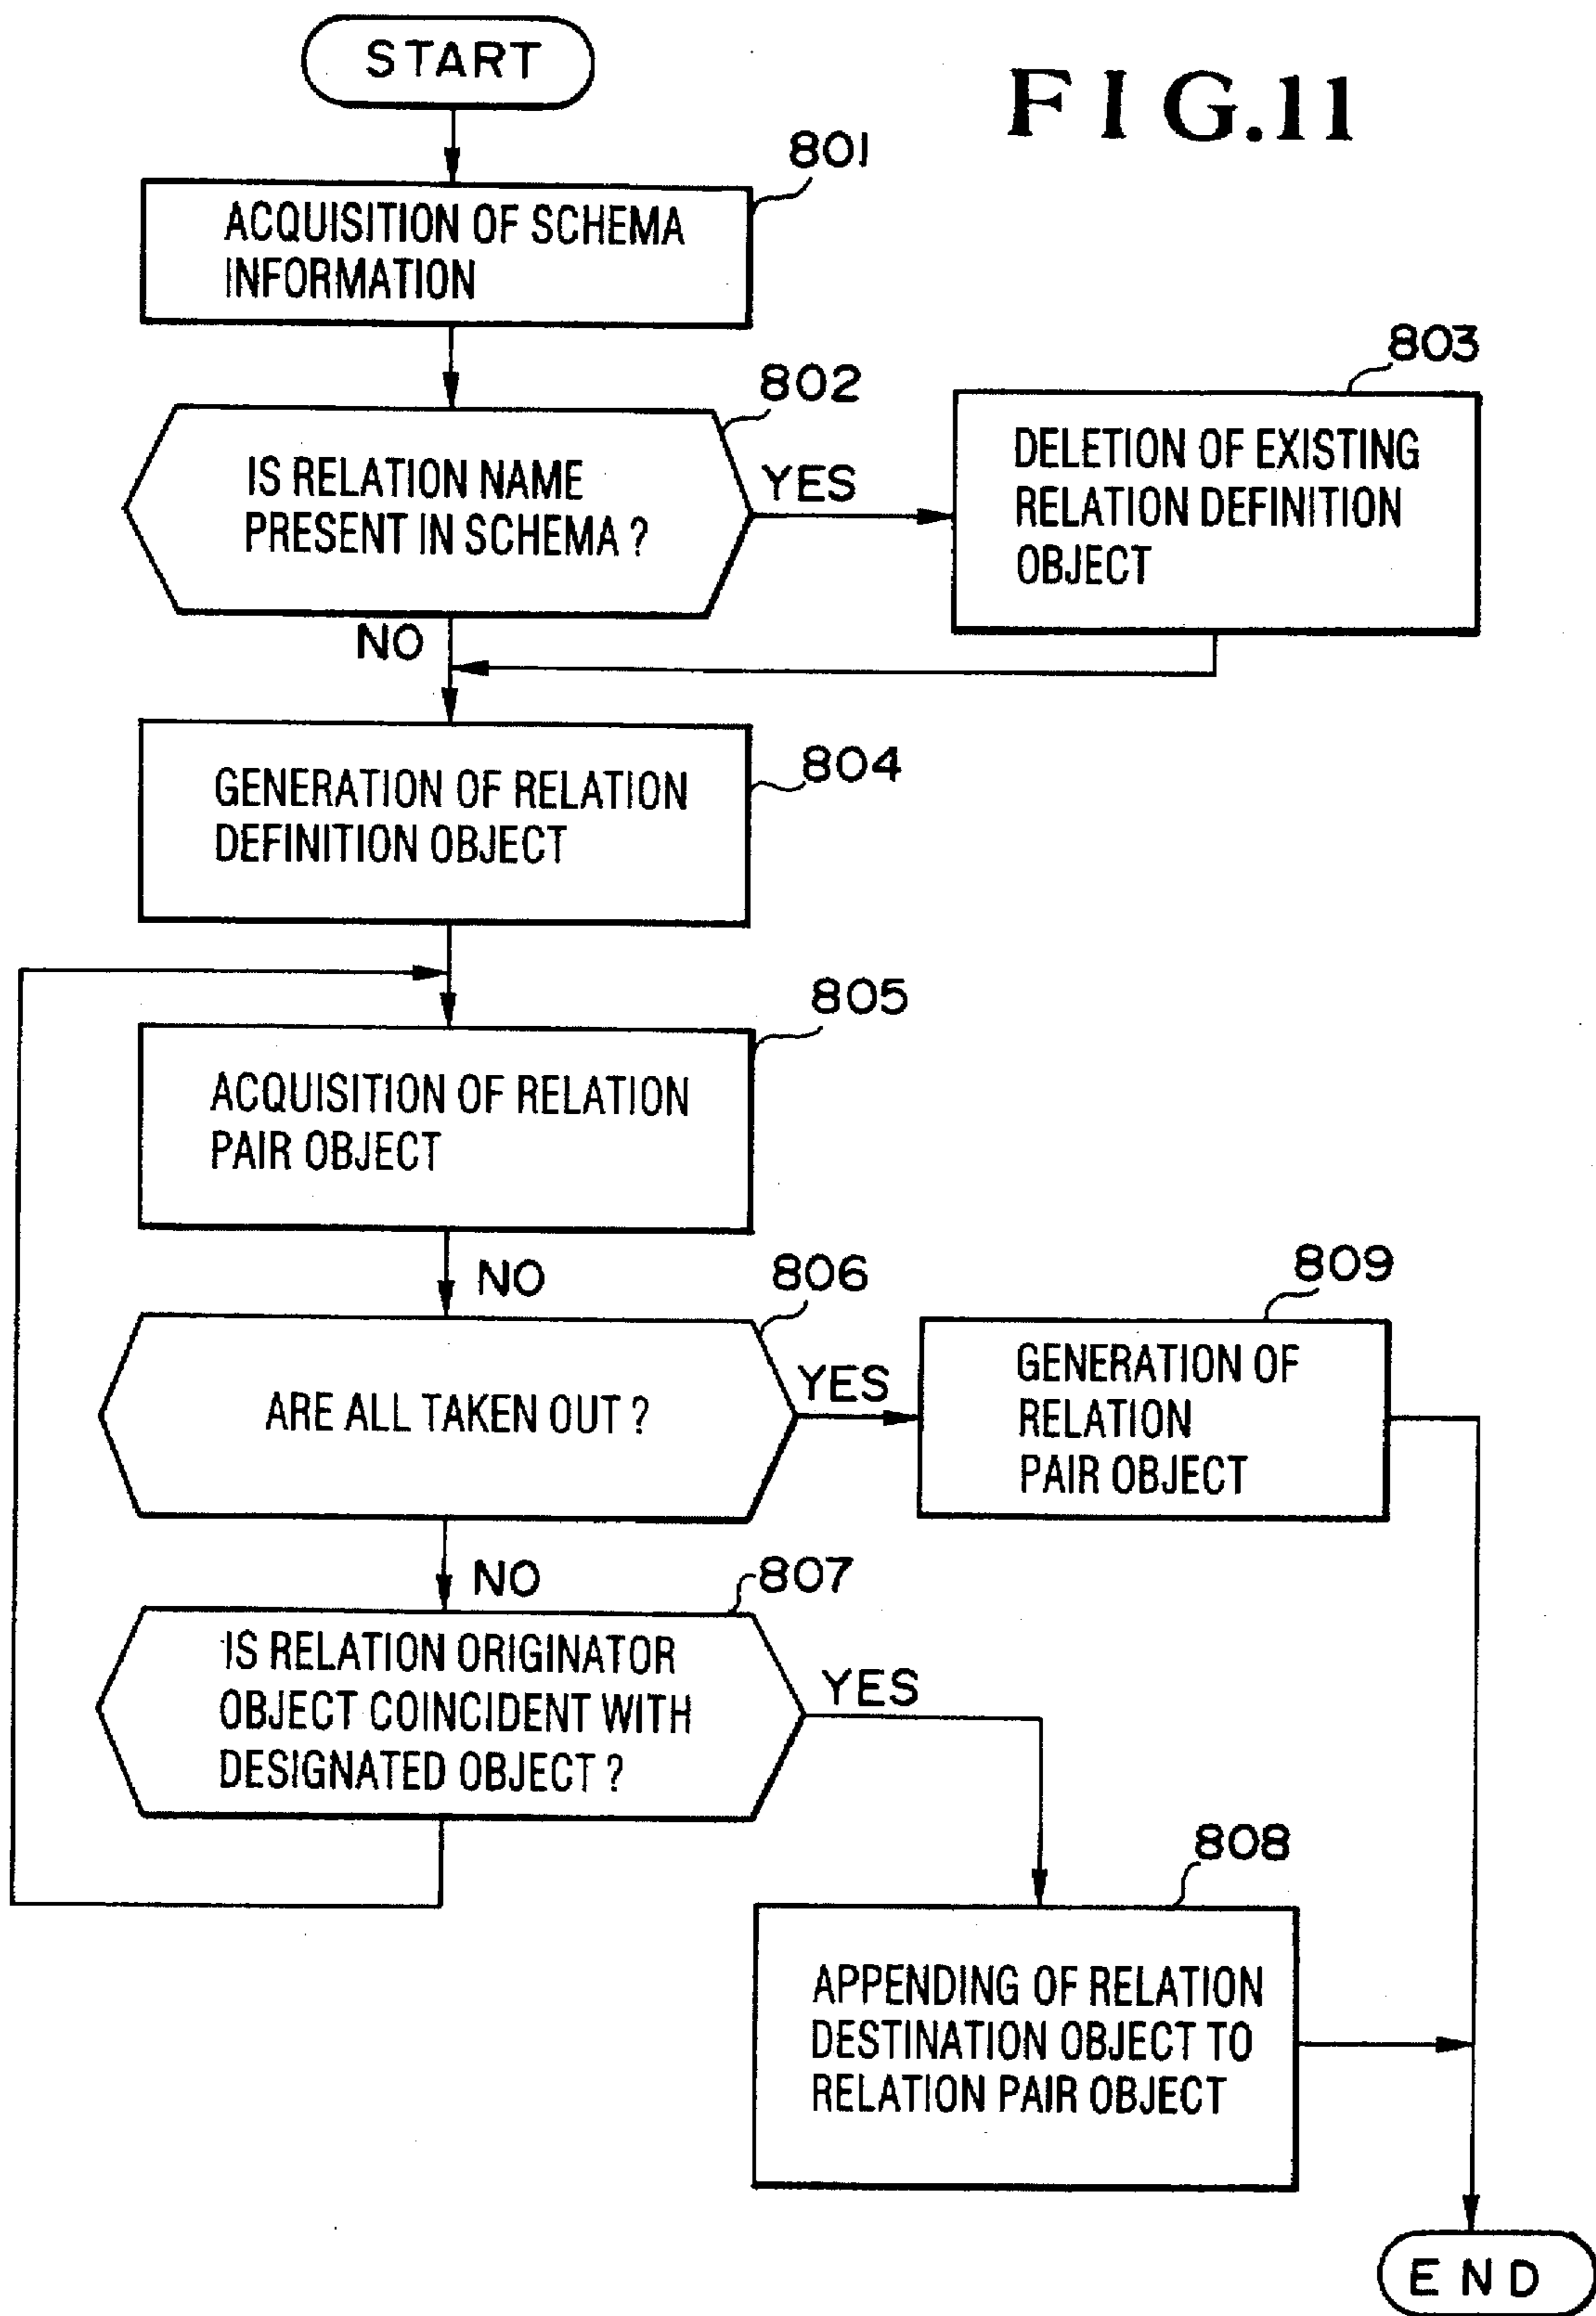 START
FIG.11
801
ACQUISITION OF SCHEMA
INFORMATION
802
803
IS RELATION NAME
PRESENT IN SCHEMA ?
YES
DELETION OF EXISTING
RELATION DEFINITION
OBJECT
NO
804
GENERATION OF RELATION
DEFINITION OBJECT
805
ACQUISITION OF RELATION
PAIR OBJECT
NO
806
809
ARE ALL TAKEN OUT ?
YES
GENERATION OF
RELATION
PAIR OBJECT
NO
807
IS RELATION ORIGINATOR
OBJECT COINCIDENT WITH
DESIGNATED OBJECT ?
YES
808
APPENDING OF RELATION
DESTINATION OBJECT TO
RELATION PAIR OBJECT
END